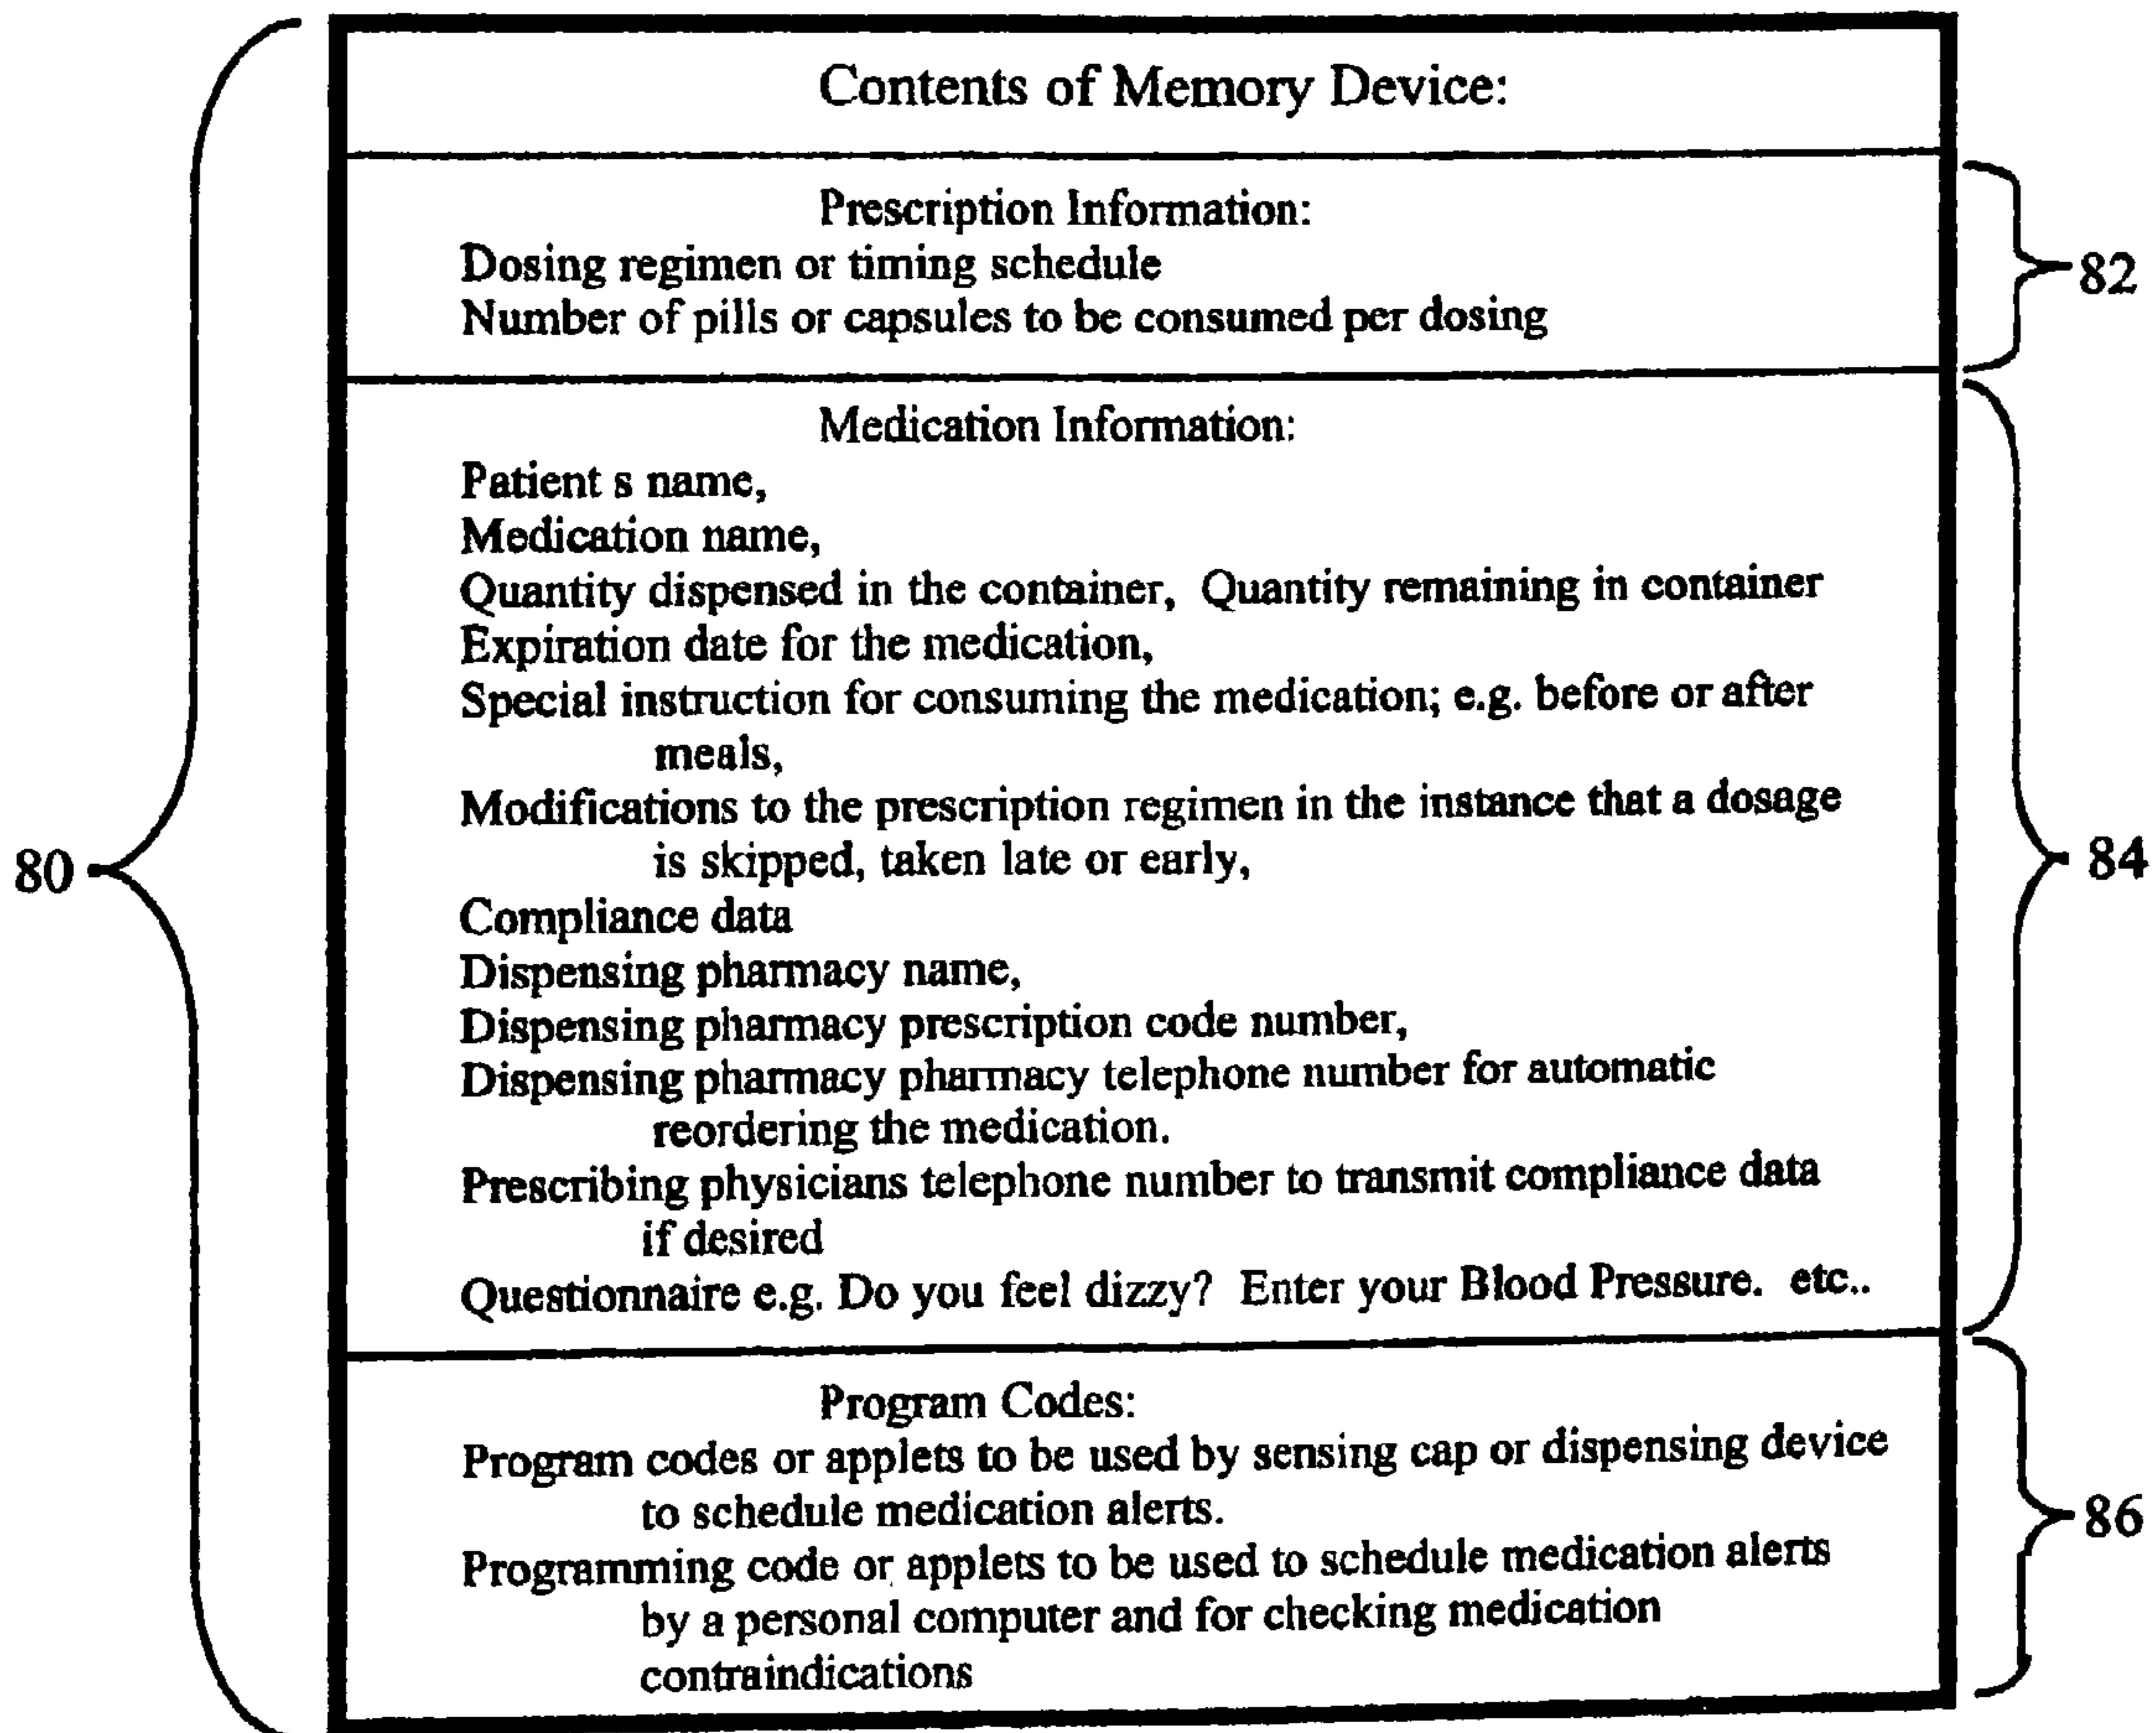 Contents of Memory Device:
Prescription Information:
Dosing regimen or timing schedule
Number of pills or capsules to be consumed per dosing
82
Medication Information:
Patient s name,
Medication name,
Quantity dispensed in the container, Quantity remaining in container
Expiration date for the medication,
Special instruction for consuming the medication; e.g. before or after
meals,
Modifications to the prescription regimen in the instance that a dosage
is skipped, taken late or early,
80
84
Compliance data
Dispensing pharmacy name,
Dispensing pharmacy prescription code number,
Dispensing pharmacy pharmacy telephone number for automatic
reordering the medication.
Prescribing physicians telephone number to transmit compliance data
if desired
Questionnaire e.g. Do you feel dizzy? Enter your Blood Pressure. etc..
Program Codes:
Program codes or applets to be used by sensing cap or dispensing device
to schedule medication alerts.
86
Programming code or applets to be used to schedule medication alerts
by a personal computer and for checking medication
contraindications